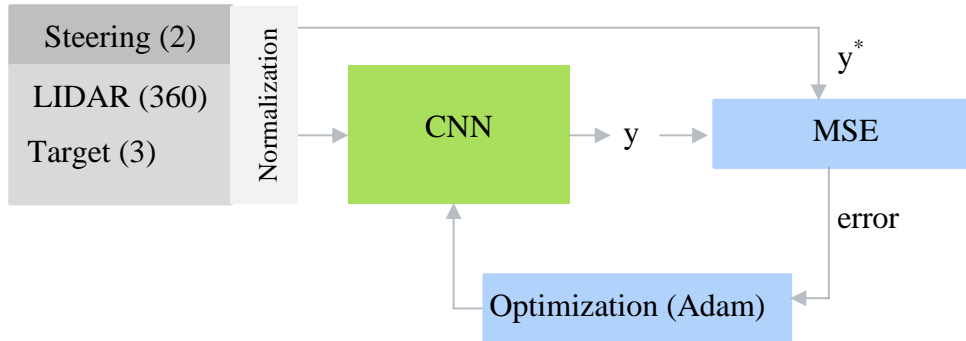 Steering (2)
LIDAR (360)
Target (3)
Normalization
CNN
y
y*
MSE
error
Optimization (Adam)